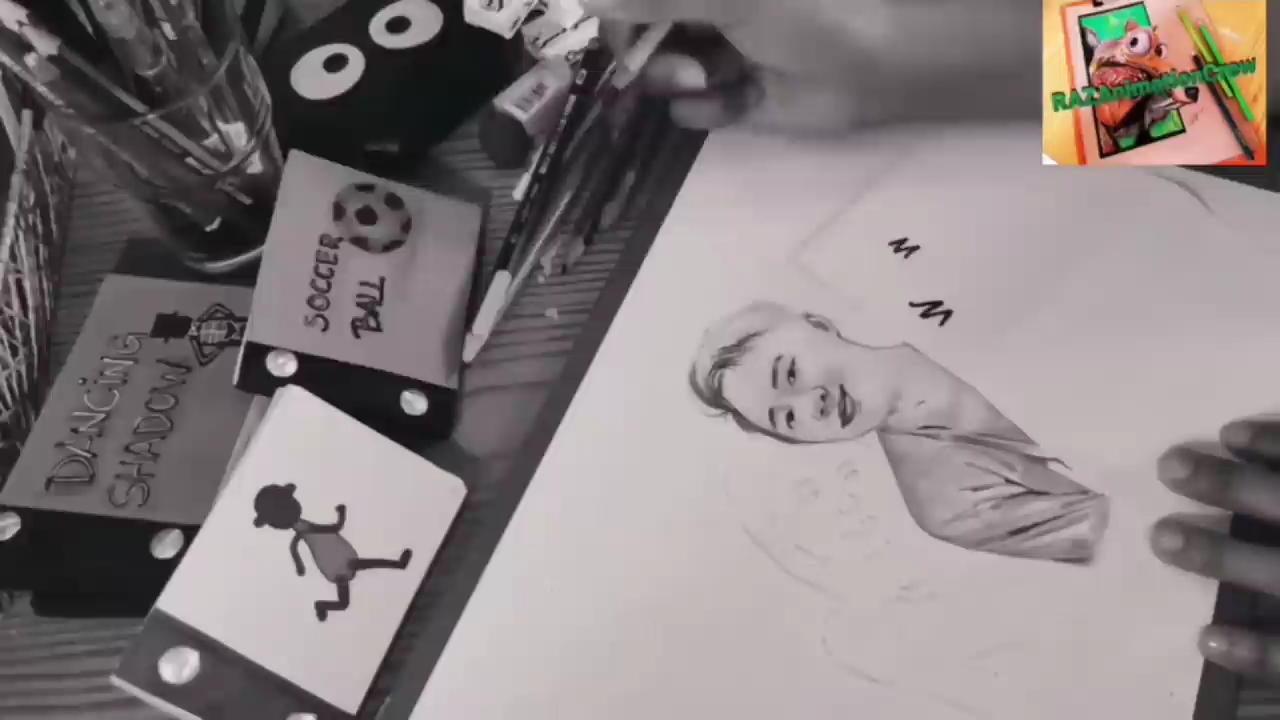 RAZAnimationCrew
SOCCER
BALL
DANCiNG
SHADOW
M
M